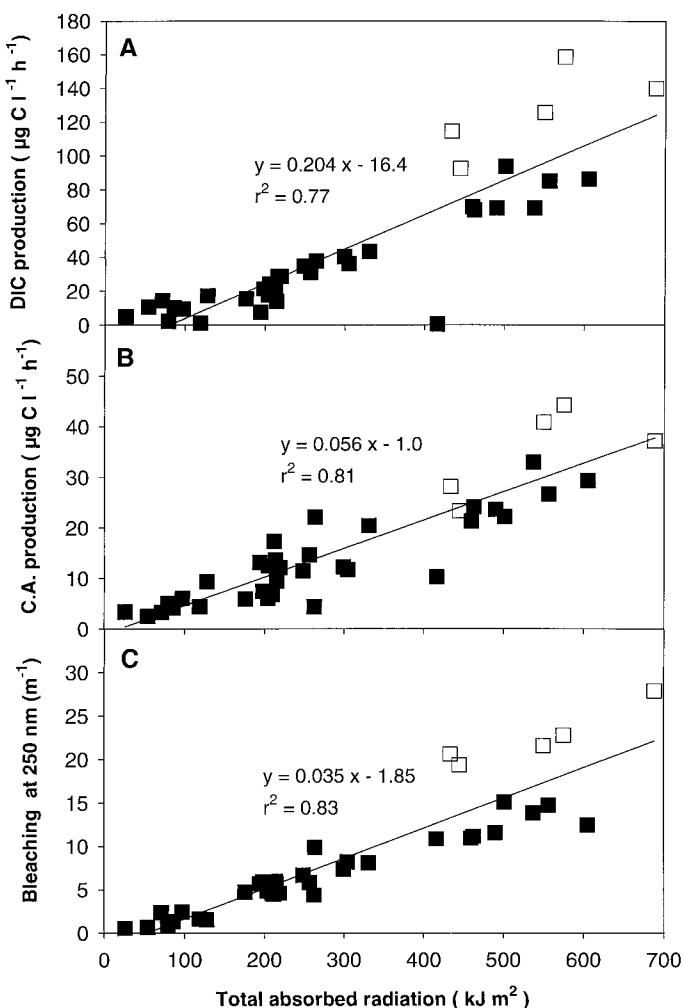 180
160
140
120
100
80
60
40
20
0
DIC production ( µg C l⁻¹ h⁻¹)
A
y = 0.204 x - 16.4
r² = 0.77
50
40
30
20
10
0
C.A. production ( µg C l⁻¹ h⁻¹)
B
y = 0.056 x - 1.0
r² = 0.81
30
25
20
15
10
5
0
Bleaching at 250 nm (m⁻¹)
C
y = 0.035 x - 1.85
r² = 0.83
0 100 200 300 400 500 600 700
Total absorbed radiation ( kJ m²)